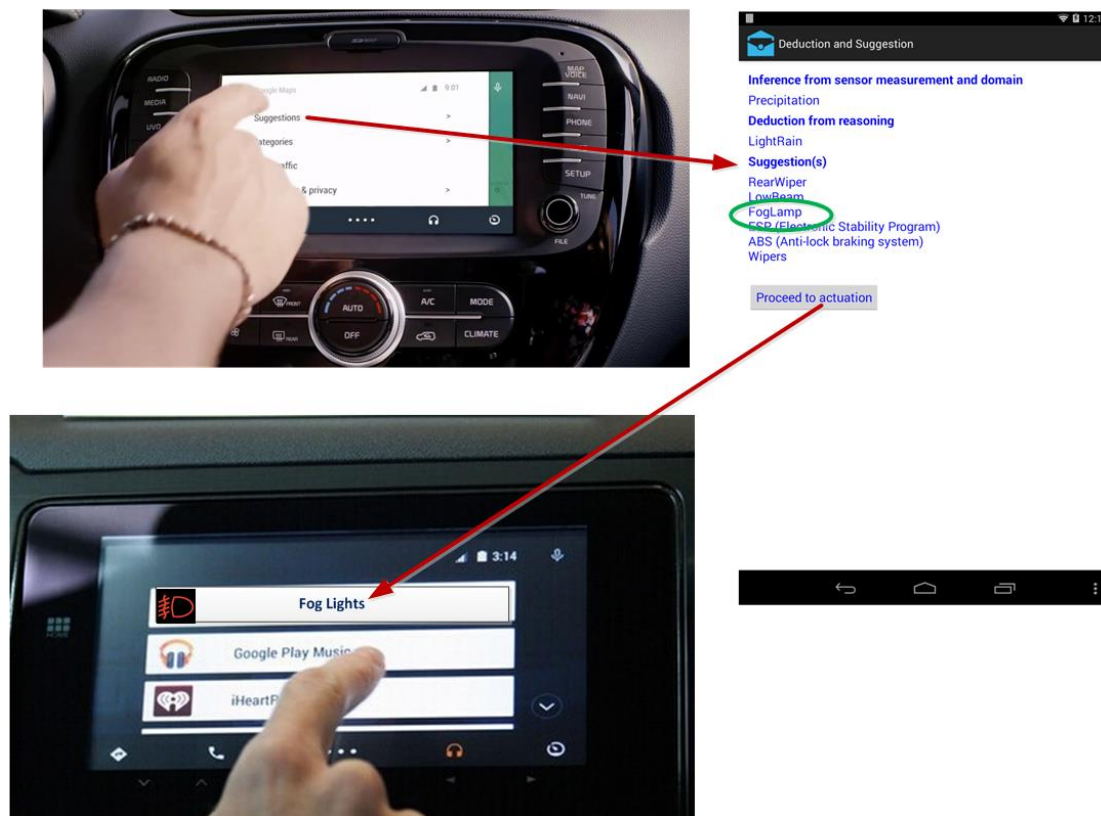 RADIO
MEDIA
UVO
Google Maps
9:01
Suggestions >
Categories >
& privacy >
MAP
VOICE
NAVI
PHONE
SETUP
TUNE
FILE
FRONT
AUTO
A/C
MODE
REAR
OFF
CLIMATE
Deduction and Suggestion
Inference from sensor measurement and domain
Precipitation
Deduction from reasoning
LightRain
Suggestion(s)
RearWiper
LowBeam
FogLamp
ESP (Electronic Stability Program)
ABS (Anti-lock braking system)
Wipers
Proceed to actuation
3:14
Fog Lights
HOME
Google Play Music